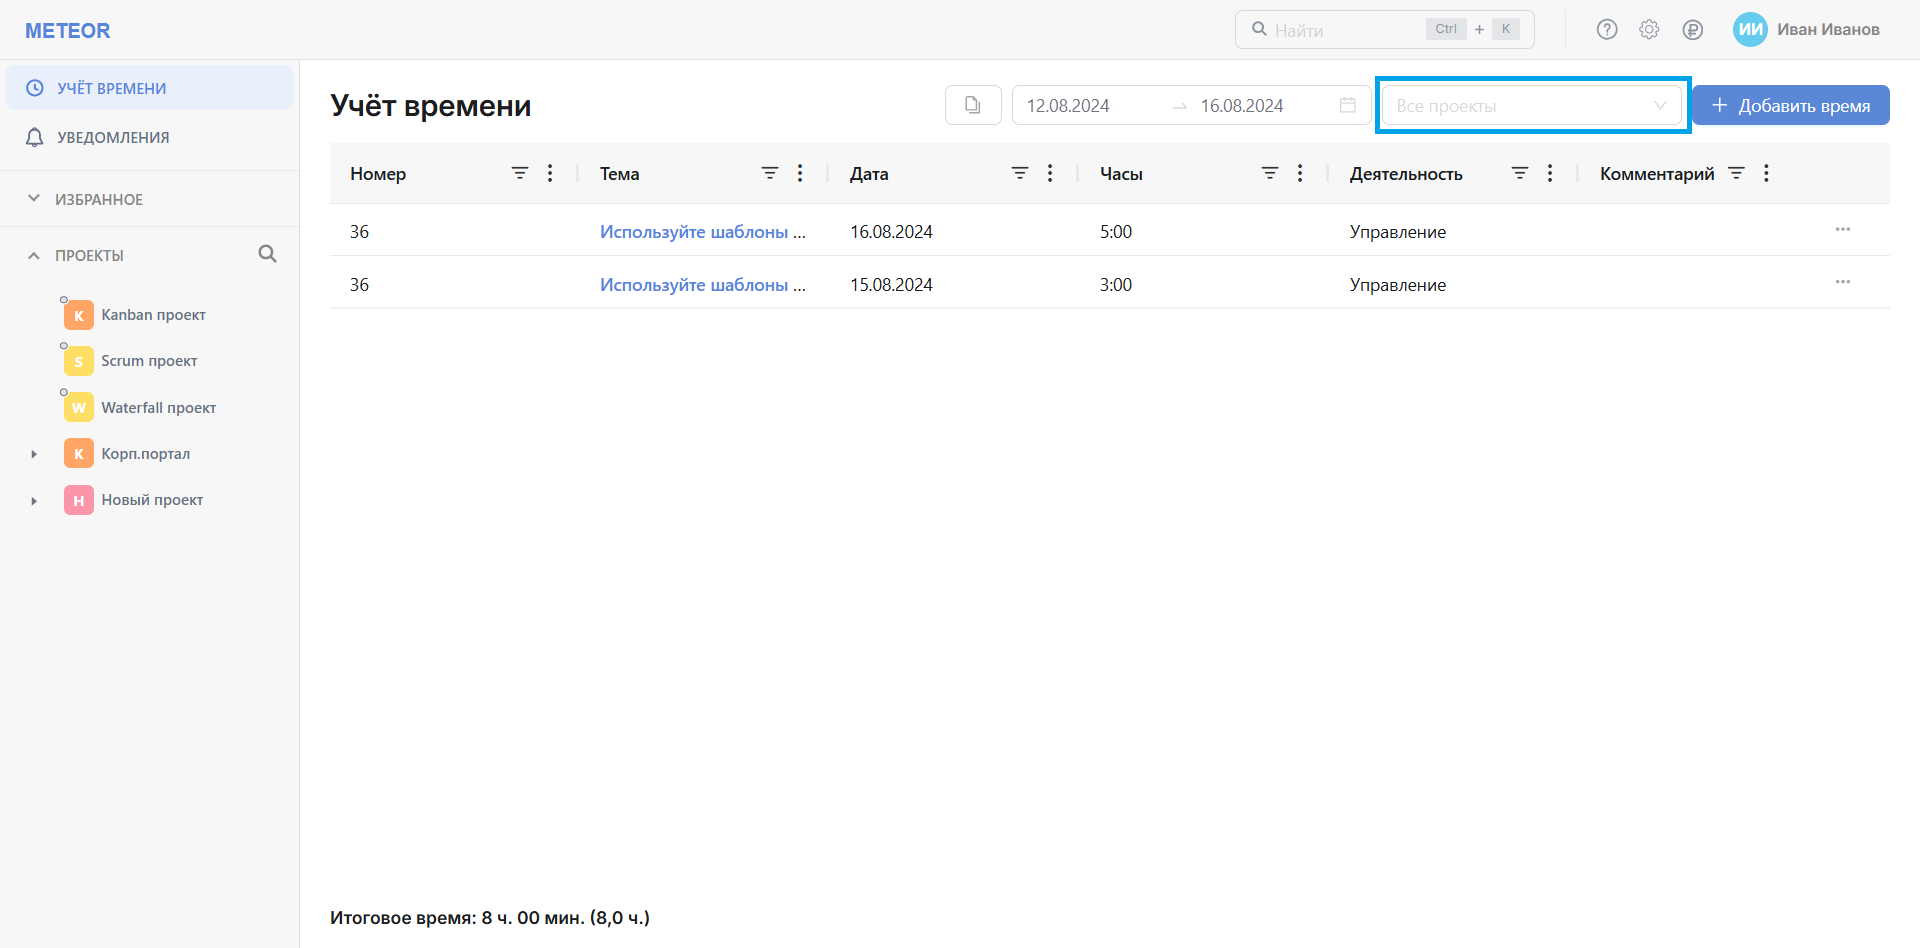 METEOR
Найти
Ctrl + K
ИИ Иван Иванов
УЧЁТ ВРЕМЕНИ
УВЕДОМЛЕНИЯ
ИЗБРАННОЕ
ПРОЕКТЫ
K Kanban проект
S Scrum проект
W Waterfall проект
К Корп.портал
Н Новый проект
Учёт времени
12.08.2024 → 16.08.2024
Все проекты
+ Добавить время
Номер Тема Дата Часы Деятельность Комментарий
36 Используйте шаблоны ... 16.08.2024 5:00 Управление
36 Используйте шаблоны ... 15.08.2024 3:00 Управление
Итоговое время: 8 ч. 00 мин. (8,0 ч.)